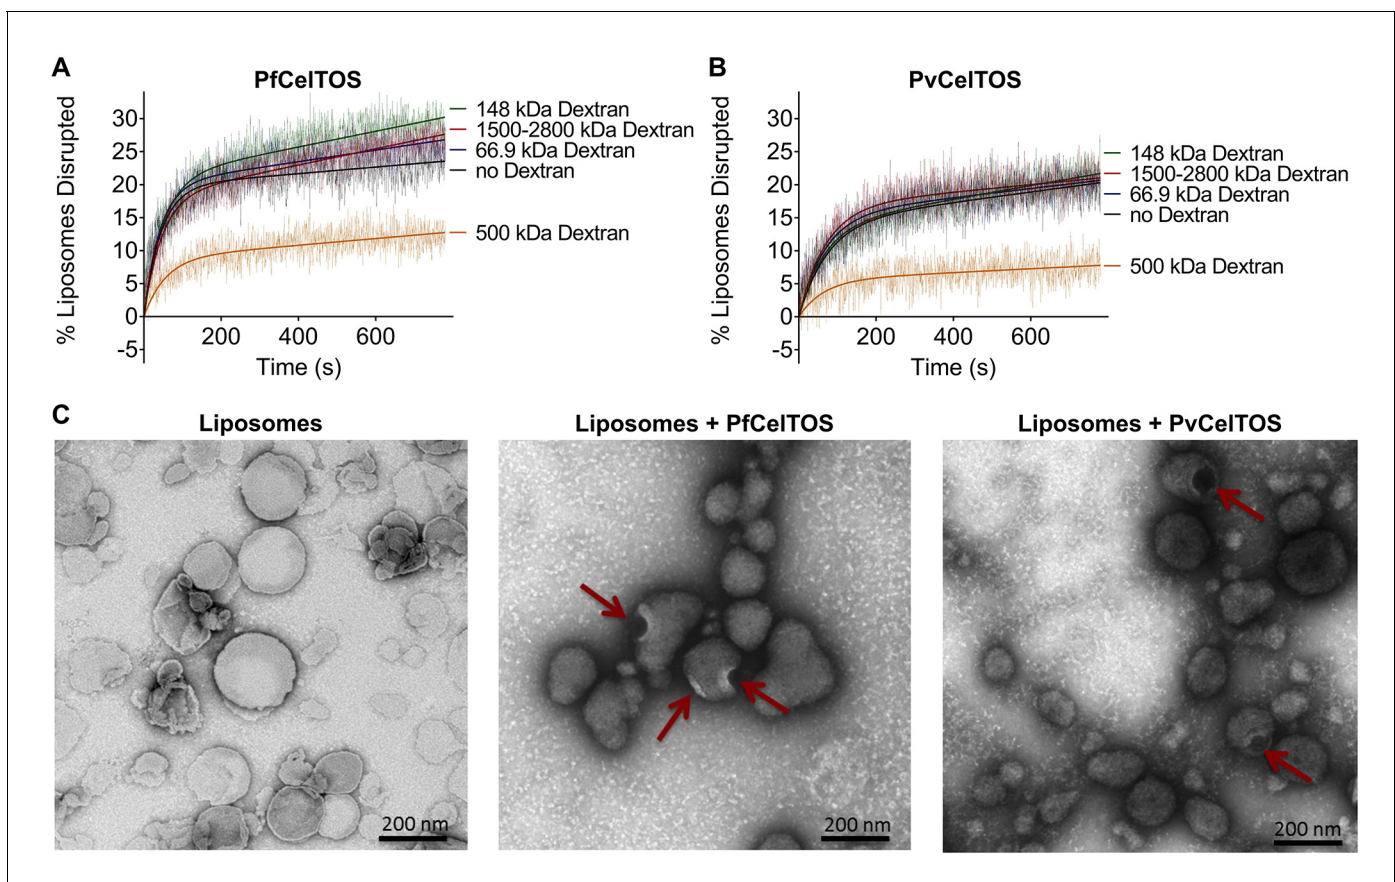 A
PfCelTOS
% Liposomes Disrupted
30
25
20
15
10
5
0
-5
200 400 600
Time (s)
148 kDa Dextran
1500-2800 kDa Dextran
66.9 kDa Dextran
no Dextran
500 kDa Dextran
B
PvCelTOS
% Liposomes Disrupted
30
25
20
15
10
5
0
-5
200 400 600
Time (s)
148 kDa Dextran
1500-2800 kDa Dextran
66.9 kDa Dextran
no Dextran
500 kDa Dextran
C
Liposomes
200 nm
Liposomes + PfCelTOS
200 nm
Liposomes + PvCelTOS
200 nm